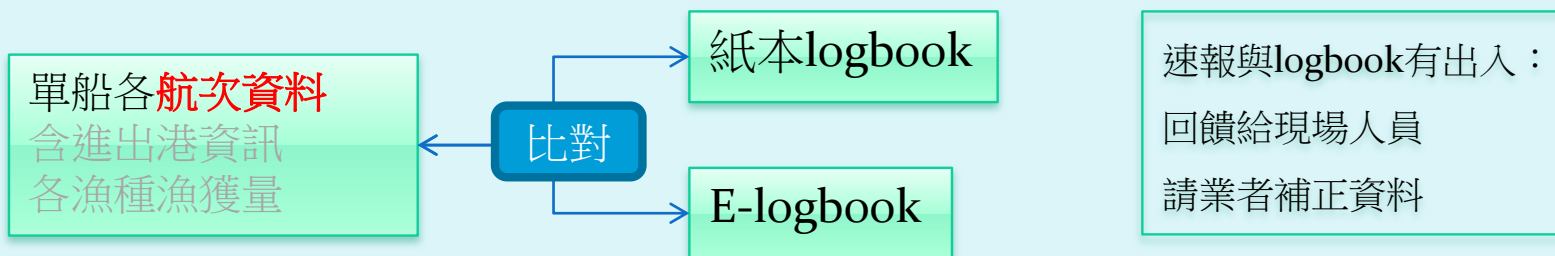 單船各航次資料
含進出港資訊
各漁種漁獲量
比對
紙本logbook
E-logbook
速報與logbook有出入：
回饋給現場人員
請業者補正資料